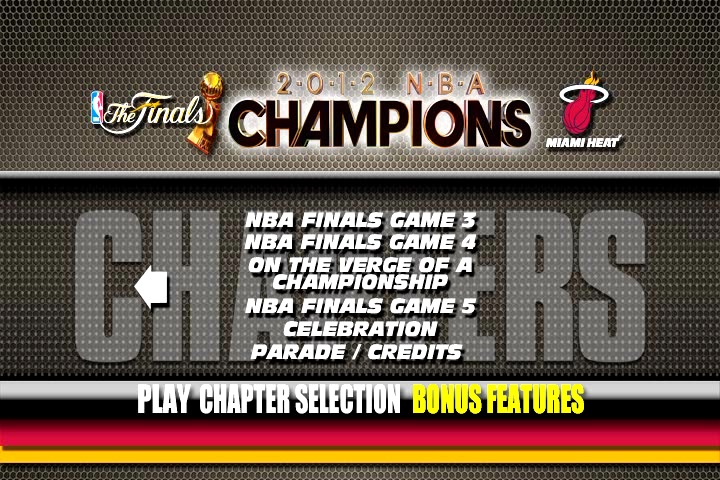 The Finals
2·0·1·2 N·B·A
CHAMPIONS
MIAMI HEAT
CHAPTERS
NBA FINALS GAME 3
NBA FINALS GAME 4
ON THE VERGE OF A
CHAMPIONSHIP
NBA FINALS GAME 5
CELEBRATION
PARADE / CREDITS
PLAY CHAPTER SELECTION BONUS FEATURES